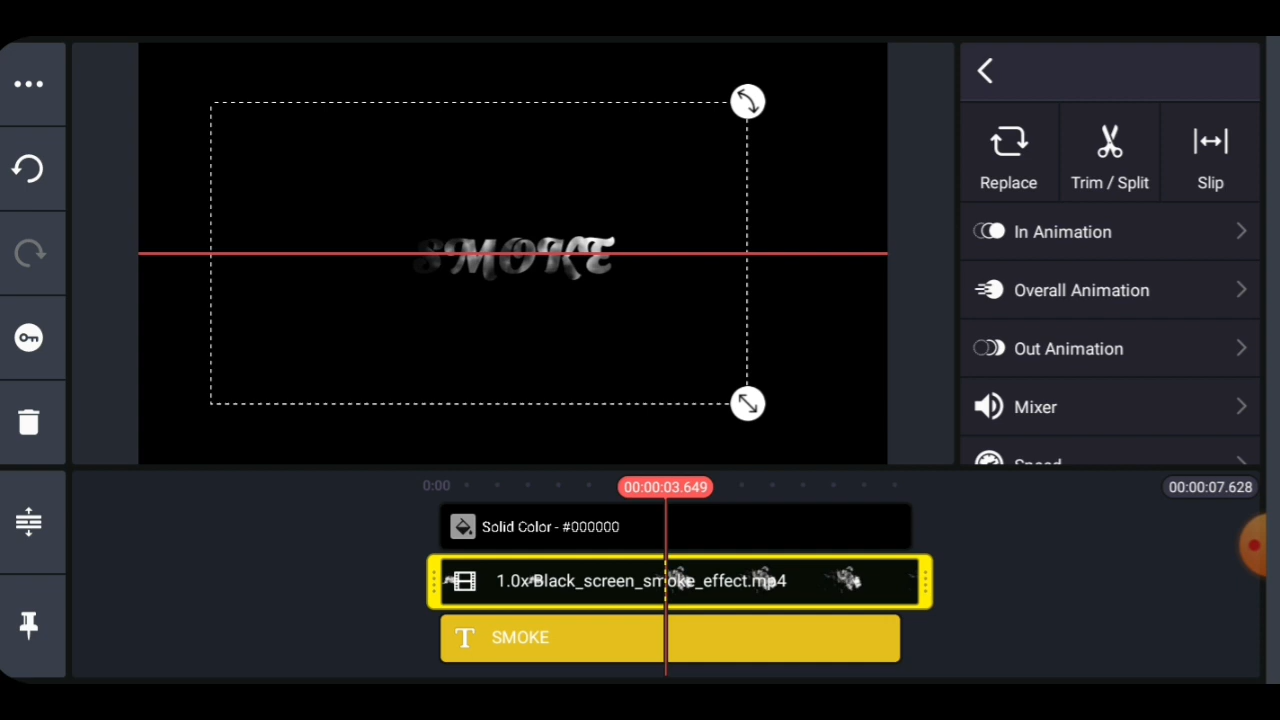 SMOKE
Replace
Trim / Split
Slip
In Animation
Overall Animation
Out Animation
Mixer
Speed
0:00
00:00:03.649
00:00:07.628
Solid Color - #000000
1.0x Black_screen_smoke_effect.mp4
T SMOKE